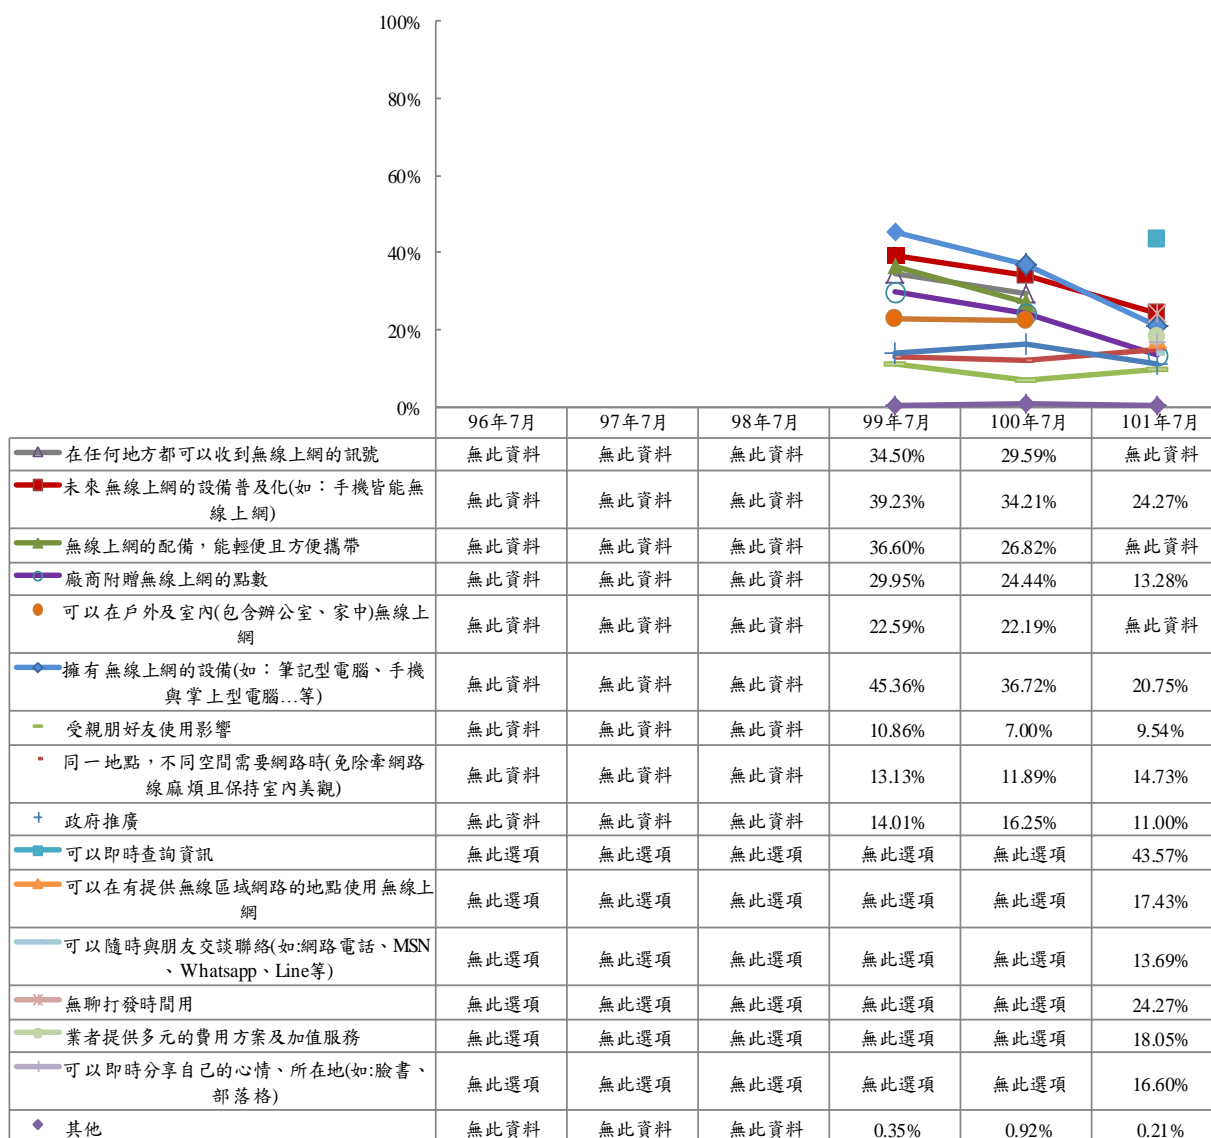 100%
80%
60%
40%
20%
0%
96年7月 97年7月 98年7月 99年7月 100年7月 101年7月
在任何地方都可以收到無線上網的訊號 無此資料 無此資料 無此資料 34.50% 29.59% 無此資料
未來無線上網的設備普及化(如：手機皆能無
線上網) 無此資料 無此資料 無此資料 39.23% 34.21% 24.27%
無線上網的配備，能輕便且方便攜帶 無此資料 無此資料 無此資料 36.60% 26.82% 無此資料
廠商附贈無線上網的點數 無此資料 無此資料 無此資料 29.95% 24.44% 13.28%
可以在戶外及室內(包含辦公室、家中)無線上
網 無此資料 無此資料 無此資料 22.59% 22.19% 無此資料
擁有無線上網的設備(如：筆記型電腦、手機
與掌上型電腦…等) 無此資料 無此資料 無此資料 45.36% 36.72% 20.75%
受親朋好友使用影響 無此資料 無此資料 無此資料 10.86% 7.00% 9.54%
同一地點，不同空間需要網路時(免除牽網路
線麻煩且保持室內美觀) 無此資料 無此資料 無此資料 13.13% 11.89% 14.73%
政府推廣 無此資料 無此資料 無此資料 14.01% 16.25% 11.00%
可以即時查詢資訊 無此選項 無此選項 無此選項 無此選項 無此選項 43.57%
可以在有提供無線區域網路的地點使用無線上
網 無此選項 無此選項 無此選項 無此選項 無此選項 17.43%
可以隨時與朋友交談聯絡(如:網路電話、MSN
、Whatsapp、Line等) 無此選項 無此選項 無此選項 無此選項 無此選項 13.69%
無聊打發時間用 無此選項 無此選項 無此選項 無此選項 無此選項 24.27%
業者提供多元的費用方案及加值服務 無此選項 無此選項 無此選項 無此選項 無此選項 18.05%
可以即時分享自己的心情、所在地(如:臉書、
部落格) 無此選項 無此選項 無此選項 無此選項 無此選項 16.60%
其他 無此資料 無此資料 無此資料 0.35% 0.92% 0.21%